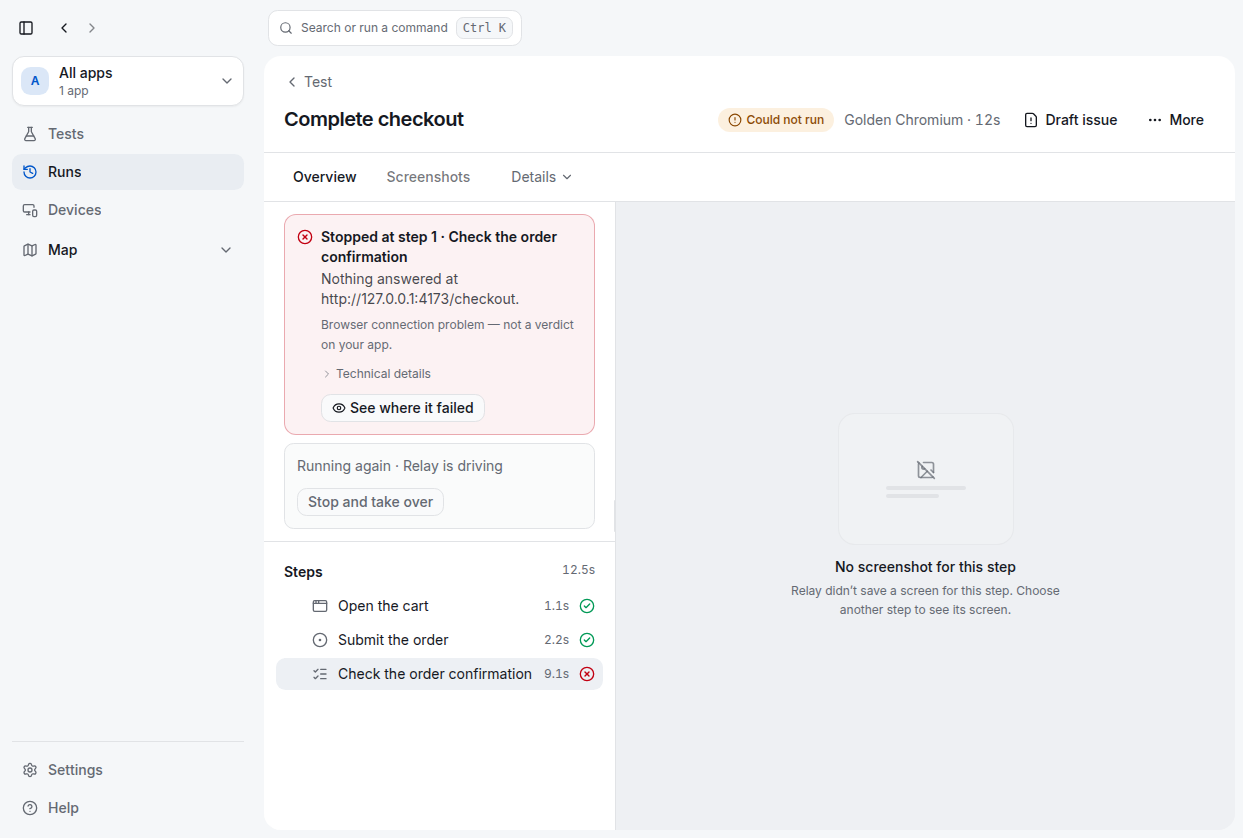 Search or run a command Ctrl K
A
All apps
1 app
Tests
Runs
Devices
Map
Settings
Help
Test
Complete checkout
Could not run
Golden Chromium · 12s
Draft issue
More
Overview
Screenshots
Details
Stopped at step 1 · Check the order
confirmation
Nothing answered at
http://127.0.0.1:4173/checkout.
Browser connection problem — not a verdict
on your app.
Technical details
See where it failed
Running again · Relay is driving
Stop and take over
Steps 12.5s
Open the cart 1.1s
Submit the order 2.2s
Check the order confirmation 9.1s
No screenshot for this step
Relay didn’t save a screen for this step. Choose
another step to see its screen.